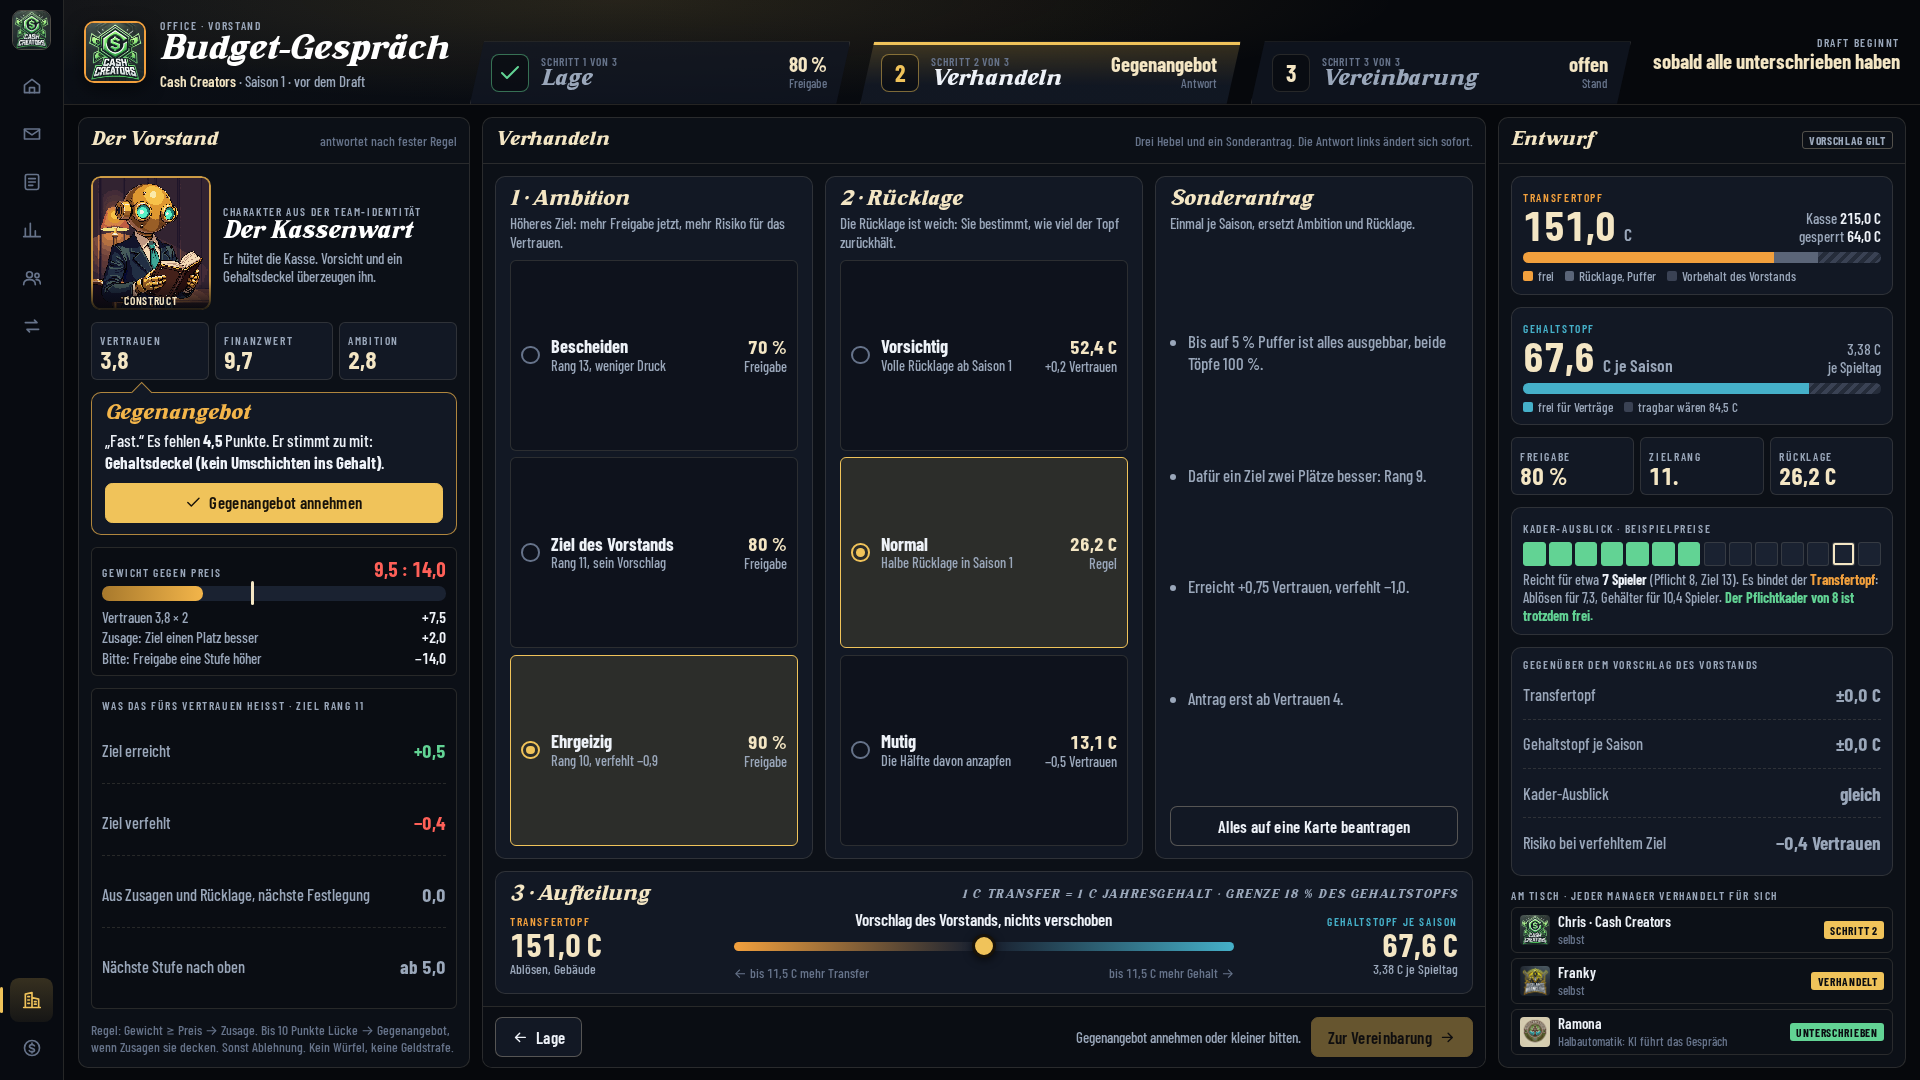 OFFICE · VORSTAND
Budget-Gespräch
Cash Creators · Saison 1 · vor dem Draft
SCHRITT 1 VON 3
Lage
80 %
Freigabe
2
SCHRITT 2 VON 3
Verhandeln
Gegenangebot
Antwort
3
SCHRITT 3 VON 3
Vereinbarung
offen
Stand
DRAFT BEGINNT
sobald alle unterschrieben haben
Der Vorstand
antwortet nach fester Regel
CONSTRUCT
CHARAKTER AUS DER TEAM-IDENTITÄT
Der Kassenwart
Er hütet die Kasse. Vorsicht und ein
Gehaltsdeckel überzeugen ihn.
VERTRAUEN
3,8
FINANZWERT
9,7
AMBITION
2,8
Gegenangebot
„Fast.“ Es fehlen 4,5 Punkte. Er stimmt zu mit:
Gehaltsdeckel (kein Umschichten ins Gehalt).
Gegenangebot annehmen
GEWICHT GEGEN PREIS
9,5 : 14,0
Vertrauen 3,8 × 2
+7,5
Zusage: Ziel einen Platz besser
+2,0
Bitte: Freigabe eine Stufe höher
−14,0
WAS DAS FÜRS VERTRAUEN HEISST · ZIEL RANG 11
Ziel erreicht
+0,5
Ziel verfehlt
−0,4
Aus Zusagen und Rücklage, nächste Festlegung
0,0
Nächste Stufe nach oben
ab 5,0
Regel: Gewicht ≥ Preis → Zusage. Bis 10 Punkte Lücke → Gegenangebot,
wenn Zusagen sie decken. Sonst Ablehnung. Kein Würfel, keine Geldstrafe.
Verhandeln
Drei Hebel und ein Sonderantrag. Die Antwort links ändert sich sofort.
1 · Ambition
Höheres Ziel: mehr Freigabe jetzt, mehr Risiko für das
Vertrauen.
Bescheiden
Rang 13, weniger Druck
70 %
Freigabe
Ziel des Vorstands
Rang 11, sein Vorschlag
80 %
Freigabe
Ehrgeizig
Rang 10, verfehlt −0,9
90 %
Freigabe
2 · Rücklage
Die Rücklage ist weich: Sie bestimmt, wie viel der Topf
zurückhält.
Vorsichtig
Volle Rücklage ab Saison 1
52,4 C
+0,2 Vertrauen
Normal
Halbe Rücklage in Saison 1
26,2 C
Regel
Mutig
Die Hälfte davon anzapfen
13,1 C
−0,5 Vertrauen
Sonderantrag
Einmal je Saison, ersetzt Ambition und Rücklage.
• Bis auf 5 % Puffer ist alles ausgebbar, beide
Töpfe 100 %.
• Dafür ein Ziel zwei Plätze besser: Rang 9.
• Erreicht +0,75 Vertrauen, verfehlt −1,0.
• Antrag erst ab Vertrauen 4.
Alles auf eine Karte beantragen
3 · Aufteilung
1 C TRANSFER = 1 C JAHRESGEHALT · GRENZE 18 % DES GEHALTSTOPFS
TRANSFERTOPF
151,0 C
Ablösen, Gebäude
Vorschlag des Vorstands, nichts verschoben
← bis 11,5 C mehr Transfer
bis 11,5 C mehr Gehalt →
GEHALTSTOPF JE SAISON
67,6 C
3,38 C je Spieltag
← Lage
Gegenangebot annehmen oder kleiner bitten.
Zur Vereinbarung →
Entwurf
VORSCHLAG GILT
TRANSFERTOPF
151,0 C
Kasse 215,0 C
gesperrt 64,0 C
frei
Rücklage, Puffer
Vorbehalt des Vorstands
GEHALTSTOPF
67,6 C je Saison
3,38 C
je Spieltag
frei für Verträge
tragbar wären 84,5 C
FREIGABE
80 %
ZIELRANG
11.
RÜCKLAGE
26,2 C
KADER-AUSBLICK · BEISPIELPREISE
Reicht für etwa 7 Spieler (Pflicht 8, Ziel 13). Es bindet der Transfertopf:
Ablösen für 7,3, Gehälter für 10,4 Spieler. Der Pflichtkader von 8 ist
trotzdem frei.
GEGENÜBER DEM VORSCHLAG DES VORSTANDS
Transfertopf
±0,0 C
Gehaltstopf je Saison
±0,0 C
Kader-Ausblick
gleich
Risiko bei verfehltem Ziel
−0,4 Vertrauen
AM TISCH · JEDER MANAGER VERHANDELT FÜR SICH
Chris · Cash Creators
selbst
SCHRITT 2
Franky
selbst
VERHANDELT
Ramona
Halbautomatik: KI führt das Gespräch
UNTERSCHRIEBEN